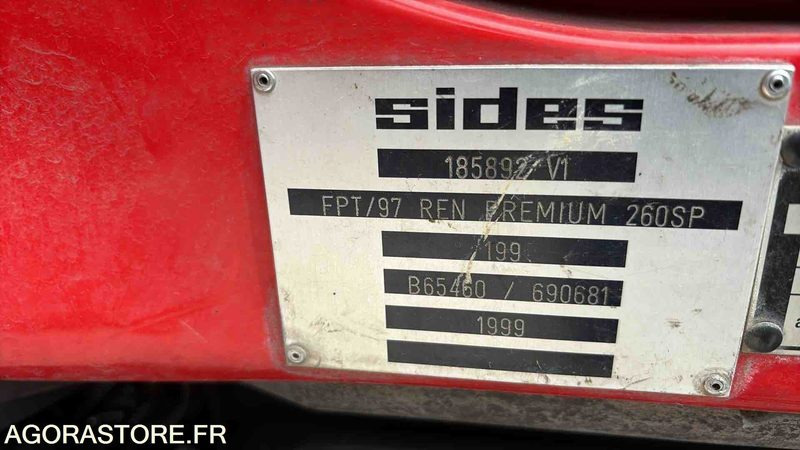 sides
185892 V1
FPT/97 REN PREMIUM 260SP
199
B65460 / 690681
1999
AGORASTORE.FR